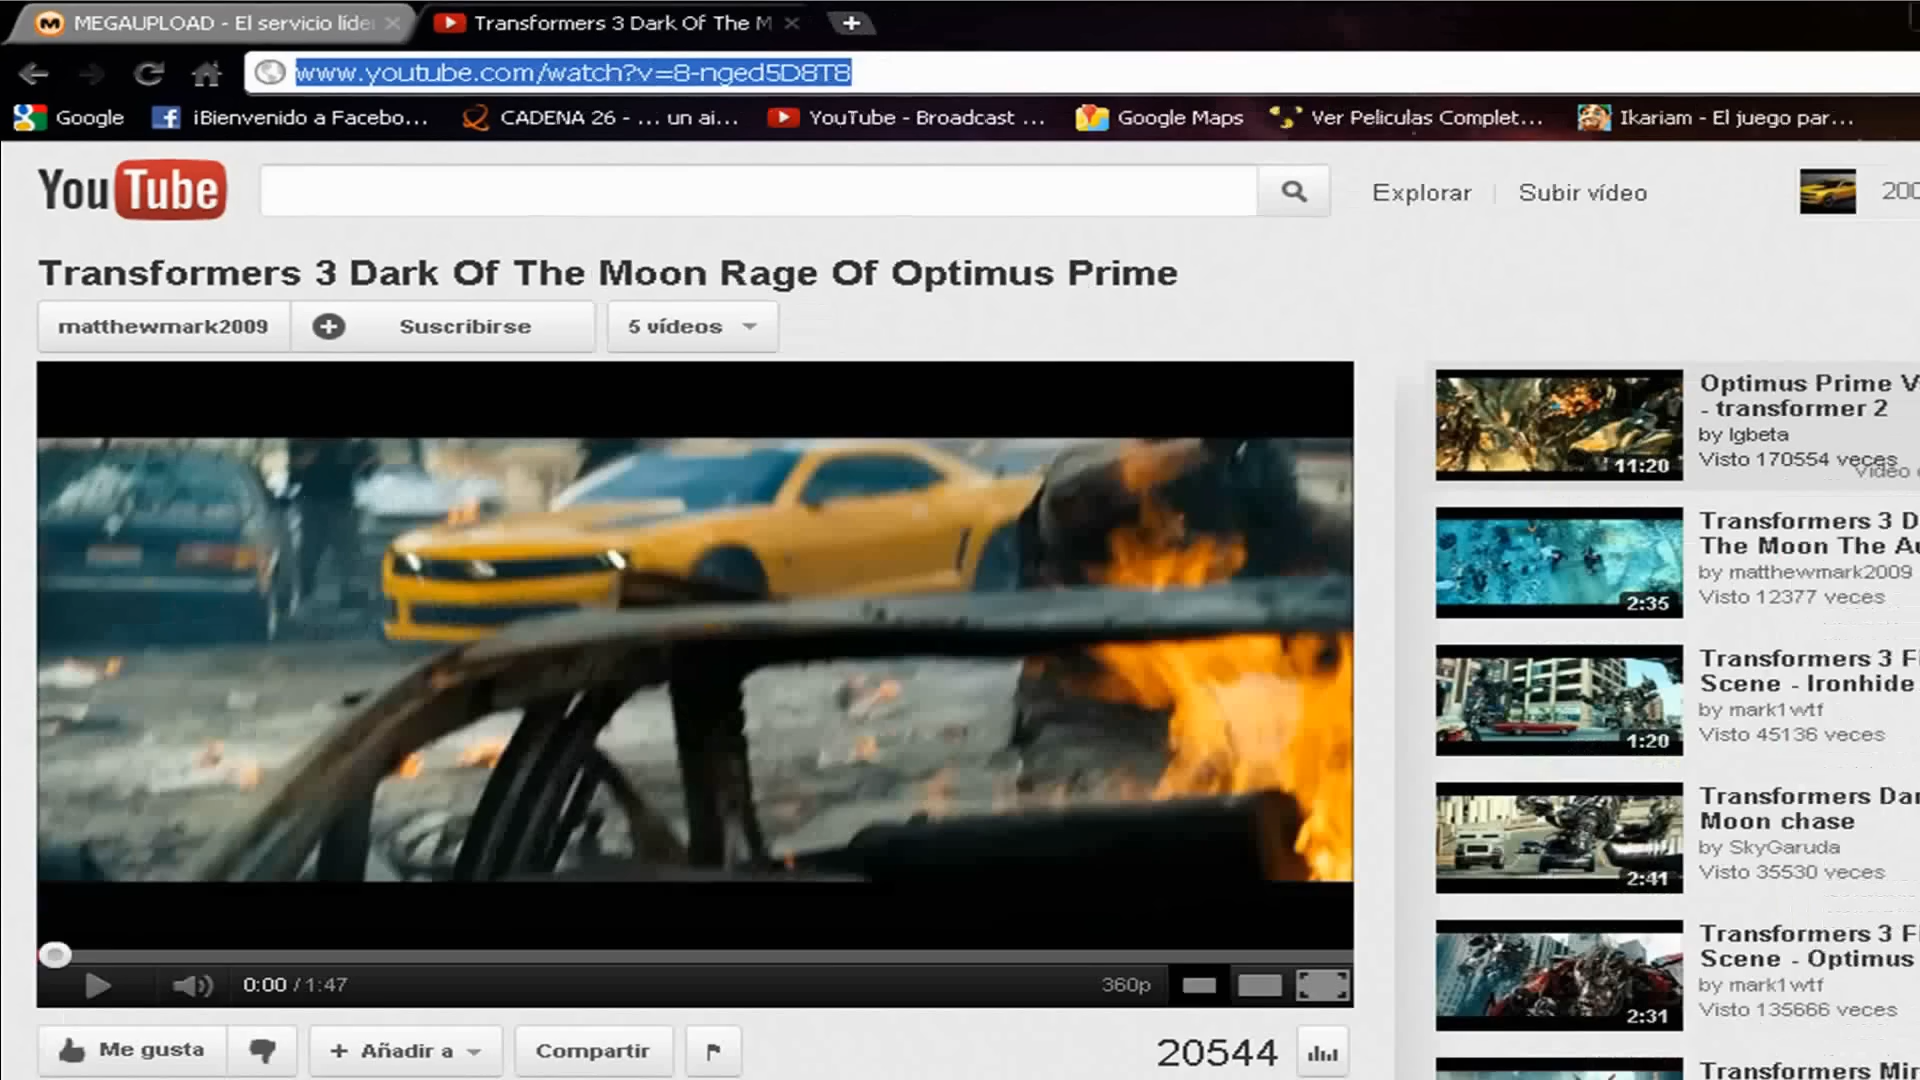 MEGAUPLOAD - El servicio líde
Transformers 3 Dark Of The M
www.youtube.com/watch?v=8-nged5D8T8
Google
¡Bienvenido a Facebo...
CADENA 26 - ... un ai...
YouTube - Broadcast ...
Google Maps
Ver Peliculas Complet...
Ikariam - El juego par...
YouTube
Explorar
Subir vídeo
200
Transformers 3 Dark Of The Moon Rage Of Optimus Prime
matthewmark2009
Suscribirse
5 vídeos
0:00 / 1:47
360p
Me gusta
Añadir a
Compartir
20544
11:20
Optimus Prime V
- transformer 2
by lgbeta
Visto 170554 veces
Vídeo
2:35
Transformers 3 D
The Moon The Au
by matthewmark2009
Visto 12377 veces
1:20
Transformers 3 Fi
Scene - Ironhide
by mark1wtf
Visto 45136 veces
2:41
Transformers Dar
Moon chase
by SkyGaruda
Visto 35530 veces
2:31
Transformers 3 Fi
Scene - Optimus
by mark1wtf
Visto 135666 veces
Transformers Mir